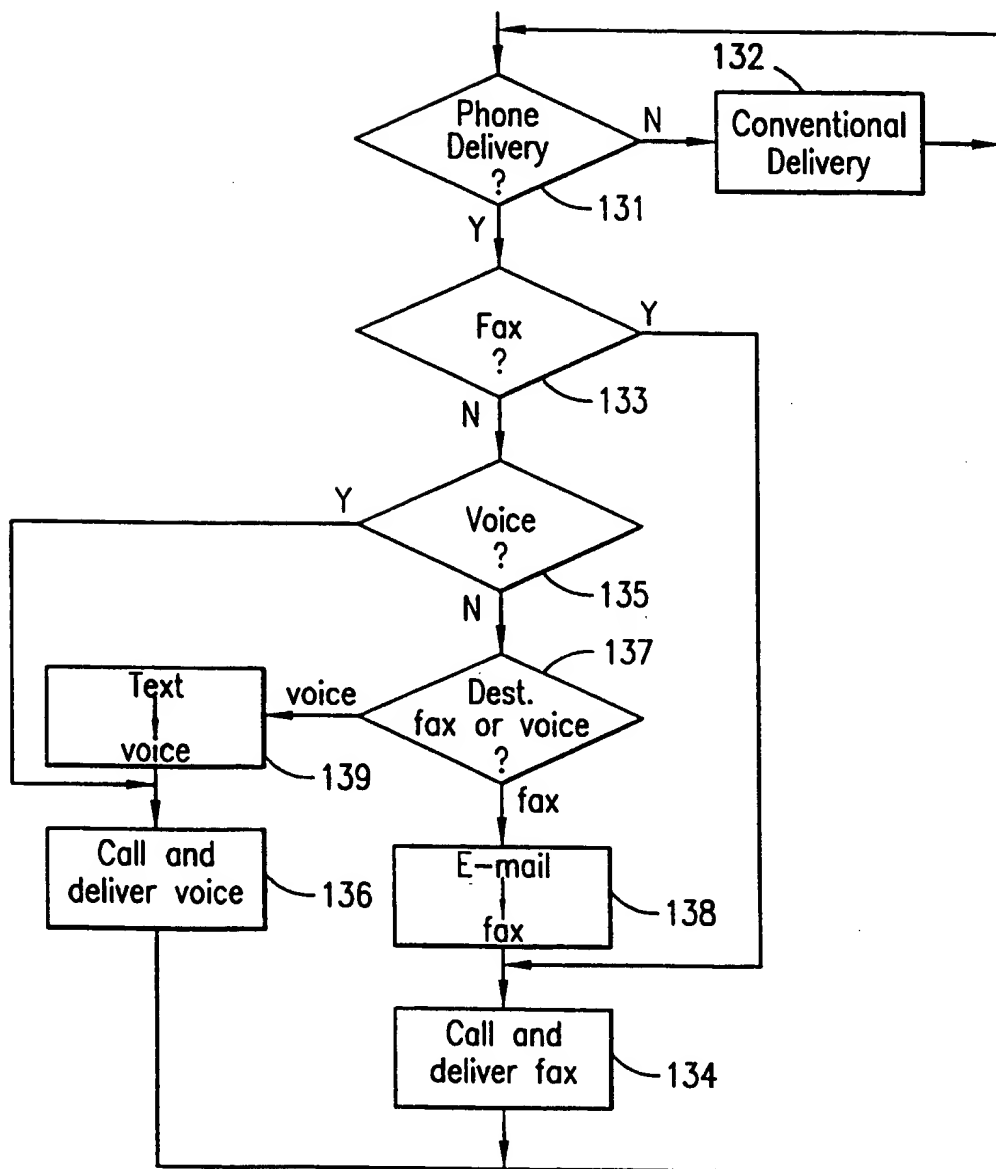 132
Phone
Delivery
?
N
Conventional
Delivery
131
Y
Fax
?
Y
133
N
Y
Voice
?
135
N
137
Text
voice
voice
Dest.
fax or voice
?
139
fax
Call and
deliver voice
136
E-mail
fax
138
Call and
deliver fax
134